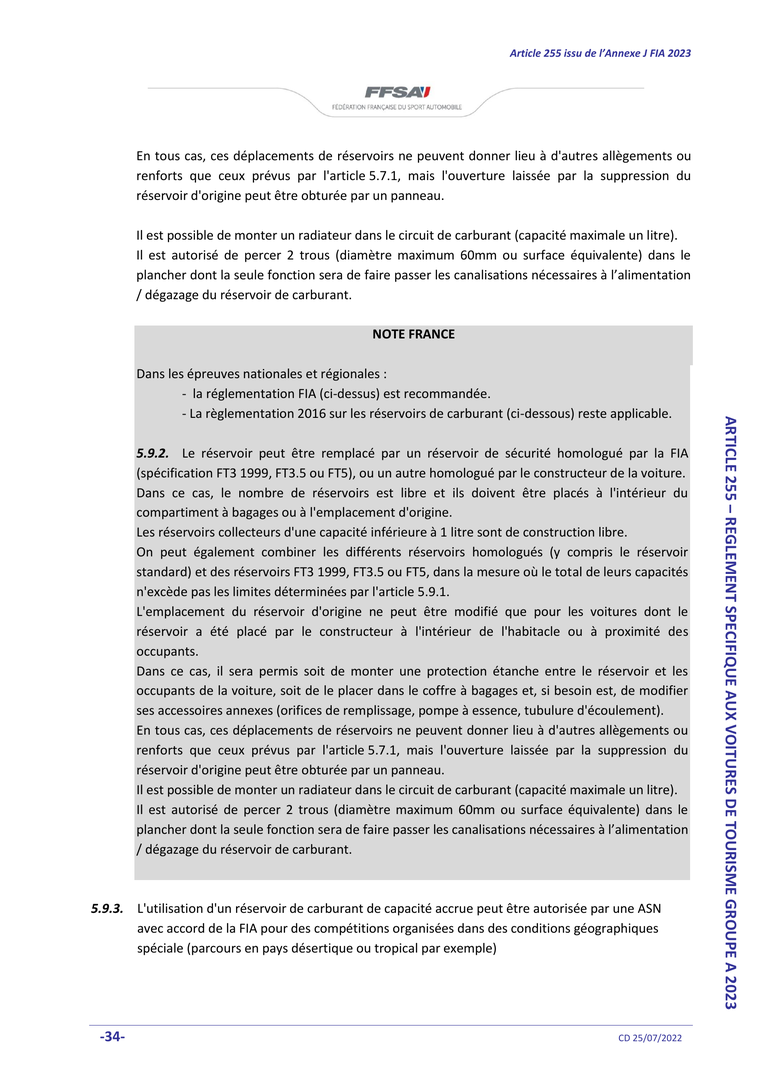 Article 255 issu de l'Annexe J FIA 2023
FFSA
FÉDÉRATION FRANÇAISE DU SPORT AUTOMOBILE
En tous cas, ces déplacements de réservoirs ne peuvent donner lieu à d'autres allègements ou
renforts que ceux prévus par l'article 5.7.1, mais l'ouverture laissée par la suppression du
réservoir d'origine peut être obturée par un panneau.
Il est possible de monter un radiateur dans le circuit de carburant (capacité maximale un litre).
Il est autorisé de percer 2 trous (diamètre maximum 60mm ou surface équivalente) dans le
plancher dont la seule fonction sera de faire passer les canalisations nécessaires à l'alimentation
/ dégazage du réservoir de carburant.
NOTE FRANCE
Dans les épreuves nationales et régionales :
- la réglementation FIA (ci-dessus) est recommandée.
- La règlementation 2016 sur les réservoirs de carburant (ci-dessous) reste applicable.
5.9.2. Le réservoir peut être remplacé par un réservoir de sécurité homologué par la FIA
(spécification FT3 1999, FT3.5 ou FT5), ou un autre homologué par le constructeur de la voiture.
Dans ce cas, le nombre de réservoirs est libre et ils doivent être placés à l'intérieur du
compartiment à bagages ou à l'emplacement d'origine.
Les réservoirs collecteurs d'une capacité inférieure à 1 litre sont de construction libre.
On peut également combiner les différents réservoirs homologués (y compris le réservoir
standard) et des réservoirs FT3 1999, FT3.5 ou FT5, dans la mesure où le total de leurs capacités
n'excède pas les limites déterminées par l'article 5.9.1.
L'emplacement du réservoir d'origine ne peut être modifié que pour les voitures dont le
réservoir a été placé par le constructeur à l'intérieur de l'habitacle ou à proximité des
occupants.
Dans ce cas, il sera permis soit de monter une protection étanche entre le réservoir et les
occupants de la voiture, soit de le placer dans le coffre à bagages et, si besoin est, de modifier
ses accessoires annexes (orifices de remplissage, pompe à essence, tubulure d'écoulement).
En tous cas, ces déplacements de réservoirs ne peuvent donner lieu à d'autres allègements ou
renforts que ceux prévus par l'article 5.7.1, mais l'ouverture laissée par la suppression du
réservoir d'origine peut être obturée par un panneau.
Il est possible de monter un radiateur dans le circuit de carburant (capacité maximale un litre).
Il est autorisé de percer 2 trous (diamètre maximum 60mm ou surface équivalente) dans le
plancher dont la seule fonction sera de faire passer les canalisations nécessaires à l'alimentation
/ dégazage du réservoir de carburant.
5.9.3. L'utilisation d'un réservoir de carburant de capacité accrue peut être autorisée par une ASN
avec accord de la FIA pour des compétitions organisées dans des conditions géographiques
spéciale (parcours en pays désertique ou tropical par exemple)
ARTICLE 255 – REGLEMENT SPECIFIQUE AUX VOITURES DE TOURISME GROUPE A 2023
-34-
CD 25/07/2022